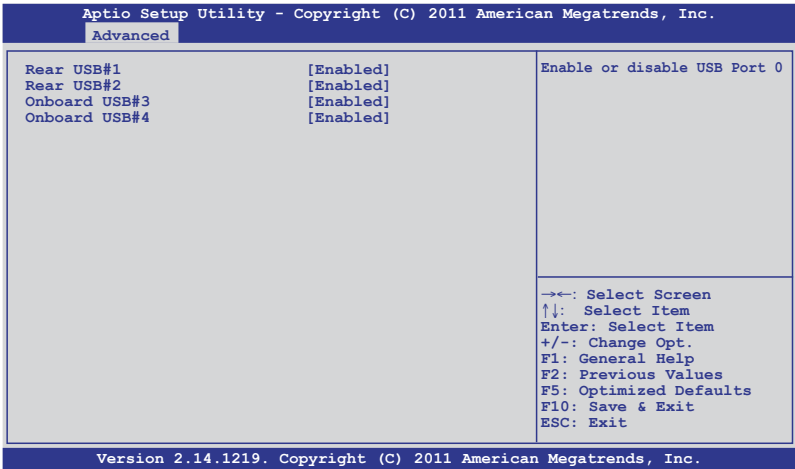 Aptio Setup Utility - Copyright (C) 2011 American Megatrends, Inc.
Advanced
Rear USB#1 [Enabled]
Rear USB#2 [Enabled]
Onboard USB#3 [Enabled]
Onboard USB#4 [Enabled]
Enable or disable USB Port 0
→←: Select Screen
↑↓: Select Item
Enter: Select Item
+/-: Change Opt.
F1: General Help
F2: Previous Values
F5: Optimized Defaults
F10: Save & Exit
ESC: Exit
Version 2.14.1219. Copyright (C) 2011 American Megatrends, Inc.